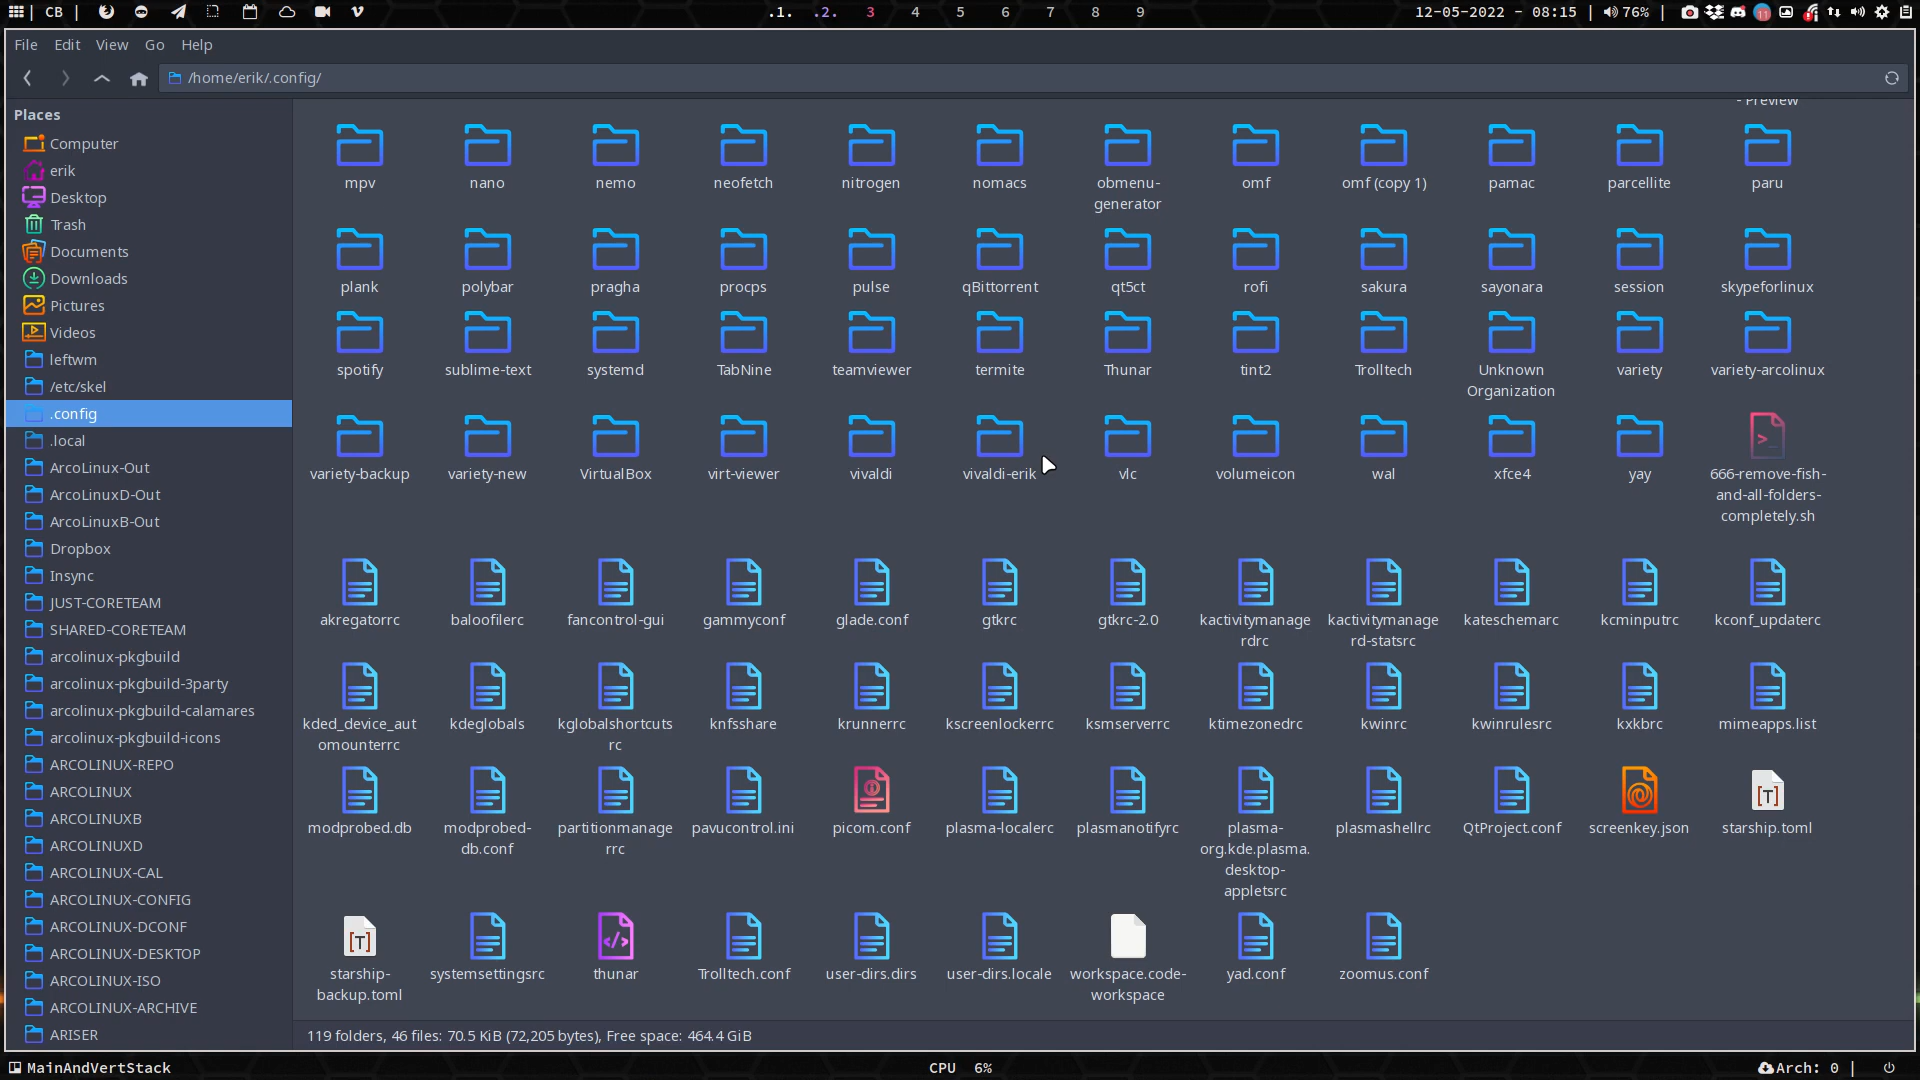 CB
.1. .2. 3 4 5 6 7 8 9
12-05-2022 - 08:15 | 76% | 11
File Edit View Go Help
/home/erik/.config/
Places
Computer
erik
Desktop
Trash
Documents
Downloads
Pictures
Videos
leftwm
/etc/skel
.config
.local
ArcoLinux-Out
ArcoLinuxD-Out
ArcoLinuxB-Out
Dropbox
Insync
JUST-CORETEAM
SHARED-CORETEAM
arcolinux-pkgbuild
arcolinux-pkgbuild-3party
arcolinux-pkgbuild-calamares
arcolinux-pkgbuild-icons
ARCOLINUX-REPO
ARCOLINUX
ARCOLINUXB
ARCOLINUXD
ARCOLINUX-CAL
ARCOLINUX-CONFIG
ARCOLINUX-DCONF
ARCOLINUX-DESKTOP
ARCOLINUX-ISO
ARCOLINUX-ARCHIVE
ARISER
- Preview
mpv nano nemo neofetch nitrogen nomacs obmenu- omf omf (copy 1) pamac parcellite paru
generator
plank polybar pragha procps pulse qBittorrent qt5ct rofi sakura sayonara session skypeforlinux
spotify sublime-text systemd TabNine teamviewer termite Thunar tint2 Trolltech Unknown variety variety-arcolinux
Organization
variety-backup variety-new VirtualBox virt-viewer vivaldi vivaldi-erik vlc volumeicon wal xfce4 yay 666-remove-fish-
and-all-folders-
completely.sh
akregatorrc baloofilerc fancontrol-gui gammyconf glade.conf gtkrc gtkrc-2.0 kactivitymanage kactivitymanage kateschemarc kcminputrc kconf_updaterc
rdrc rd-statsrc
kded_device_aut kdeglobals kglobalshortcuts knfsshare krunnerrc kscreenlockerrc ksmserverrc ktimezonedrc kwinrc kwinrulesrc kxkbrc mimeapps.list
omounterrc rc
modprobed.db modprobed- partitionmanage pavucontrol.ini picom.conf plasma-localerc plasmanotifyrc plasma- plasmashellrc QtProject.conf screenkey.json starship.toml
db.conf rrc org.kde.plasma.
desktop-
appletsrc
starship- systemsettingsrc thunar Trolltech.conf user-dirs.dirs user-dirs.locale workspace.code- yad.conf zoomus.conf
backup.toml workspace
119 folders, 46 files: 70.5 KiB (72,205 bytes), Free space: 464.4 GiB
MainAndVertStack
CPU 6%
Arch: 0 |